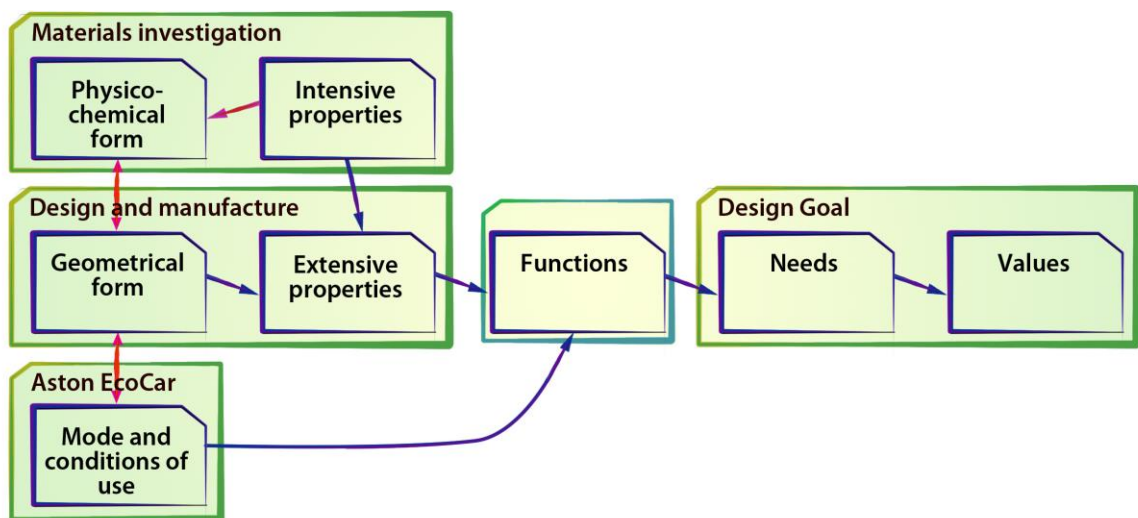 Materials investigation
Physico-
chemical
form
Intensive
properties
Design and manufacture
Geometrical
form
Extensive
properties
Functions
Design Goal
Needs
Values
Aston EcoCar
Mode and
conditions of
use